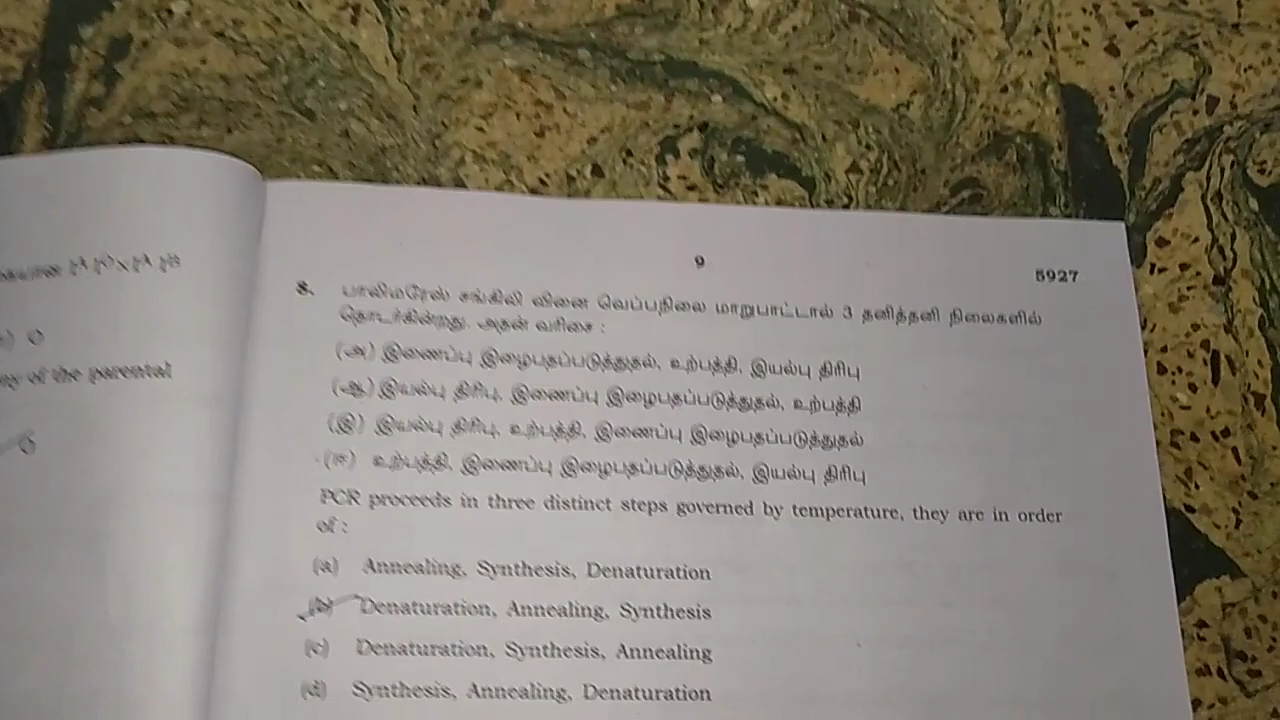 of the parental
9
5927
8. பாலிமரேஸ் சங்கிலி வினை வெப்பநிலை மாறுபாட்டால் 3 தனித்தனி நிலைகளில்
தொடர்கின்றது. அதன் வரிசை :
(அ) இணைப்பு இழைபதப்படுத்துதல், உற்பத்தி, இயல்பு திரிபு
(ஆ) இயல்பு திரிபு, இணைப்பு இழைபதப்படுத்துதல், உற்பத்தி
(இ) இயல்பு திரிபு, உற்பத்தி, இணைப்பு இழைபதப்படுத்துதல்
(ஈ) உற்பத்தி, இணைப்பு இழைபதப்படுத்துதல், இயல்பு திரிபு
PCR proceeds in three distinct steps governed by temperature, they are in order
of :
(a) Annealing, Synthesis, Denaturation
(b) Denaturation, Annealing, Synthesis
(c) Denaturation, Synthesis, Annealing
(d) Synthesis, Annealing, Denaturation